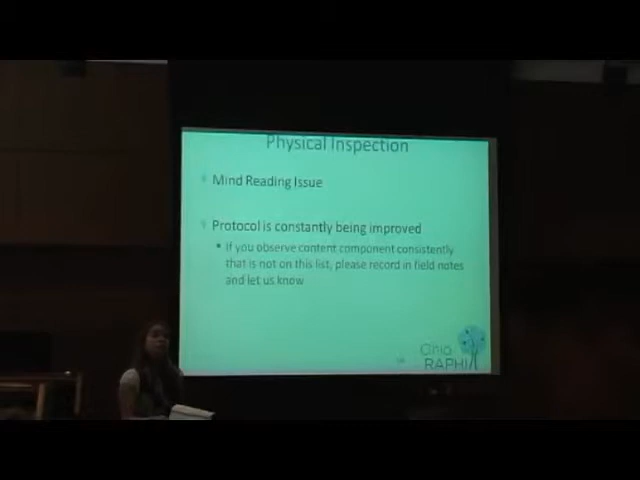 Physical Inspection
Mind Reading Issue
Protocol is constantly being improved
• If you observe content component consistently
that is not on this list, please record in field notes
and let us know
Ohio
RAPHI